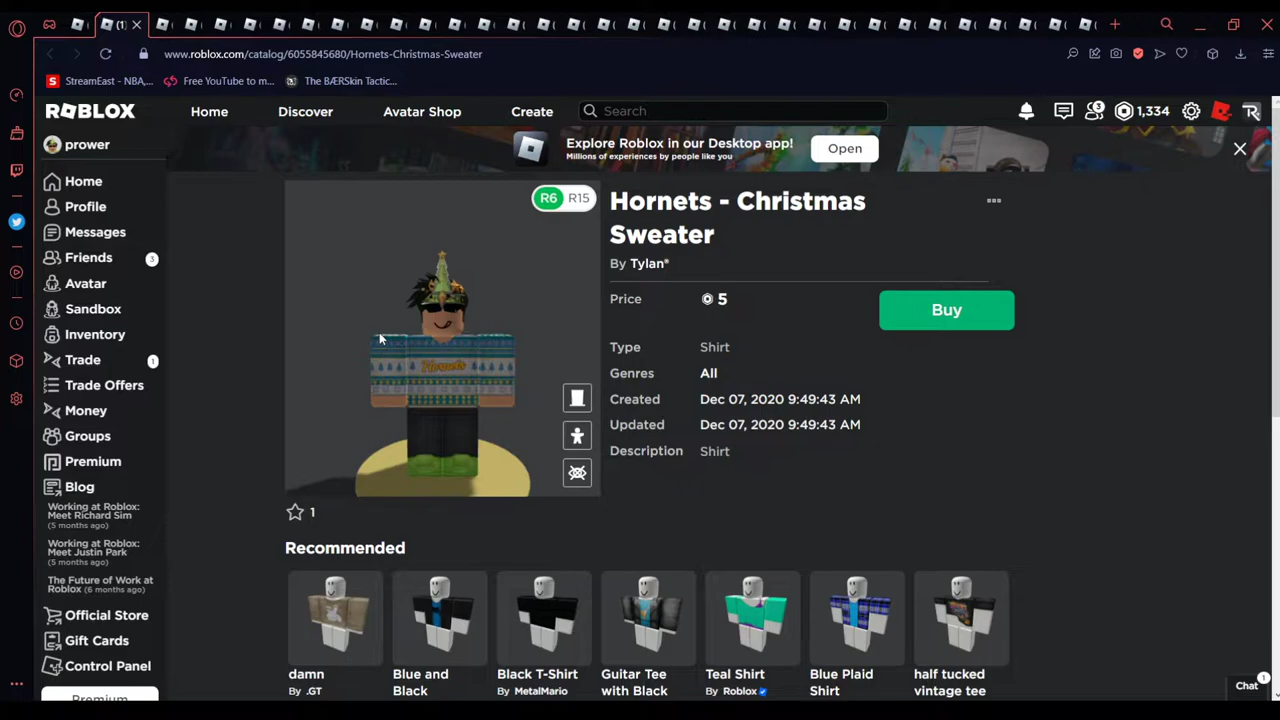 (1)
www.roblox.com/catalog/6055845680/Hornets-Christmas-Sweater
StreamEast - NBA,...
Free YouTube to m...
The BÆRSkin Tactic...
ROBLOX
Home
Discover
Avatar Shop
Create
Search
3
1,334
prower
Explore Roblox in our Desktop app!
Millions of experiences by people like you
Open
Home
Profile
Messages
Friends
3
Avatar
Sandbox
Inventory
Trade
1
Trade Offers
Money
Groups
Premium
Blog
Working at Roblox:
Meet Richard Sim
(5 months ago)
Working at Roblox:
Meet Justin Park
(5 months ago)
The Future of Work at
Roblox (6 months ago)
Official Store
Gift Cards
Control Panel
Premium
R6 R15
Hornets
Hornets - Christmas
Sweater
By Tylan*
Price
5
Buy
Type
Shirt
Genres
All
Created
Dec 07, 2020 9:49:43 AM
Updated
Dec 07, 2020 9:49:43 AM
Description
Shirt
1
Recommended
damn
By .GT
Blue and
Black
Black T-Shirt
By MetalMario
Guitar Tee
with Black
Teal Shirt
By Roblox
Blue Plaid
Shirt
half tucked
vintage tee
Chat
1